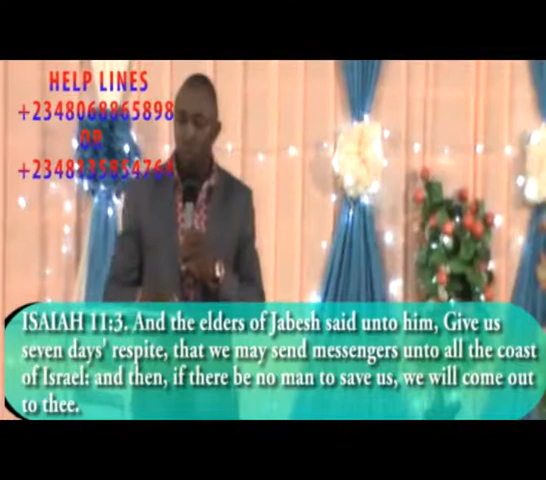 HELP LINES
+2348068865898
OR
+2348135854764
ISAIAH 11:3. And the elders of Jabesh said unto him, Give us
seven days' respite, that we may send messengers unto all the coast
of Israel: and then, if there be no man to save us, we will come out
to thee.